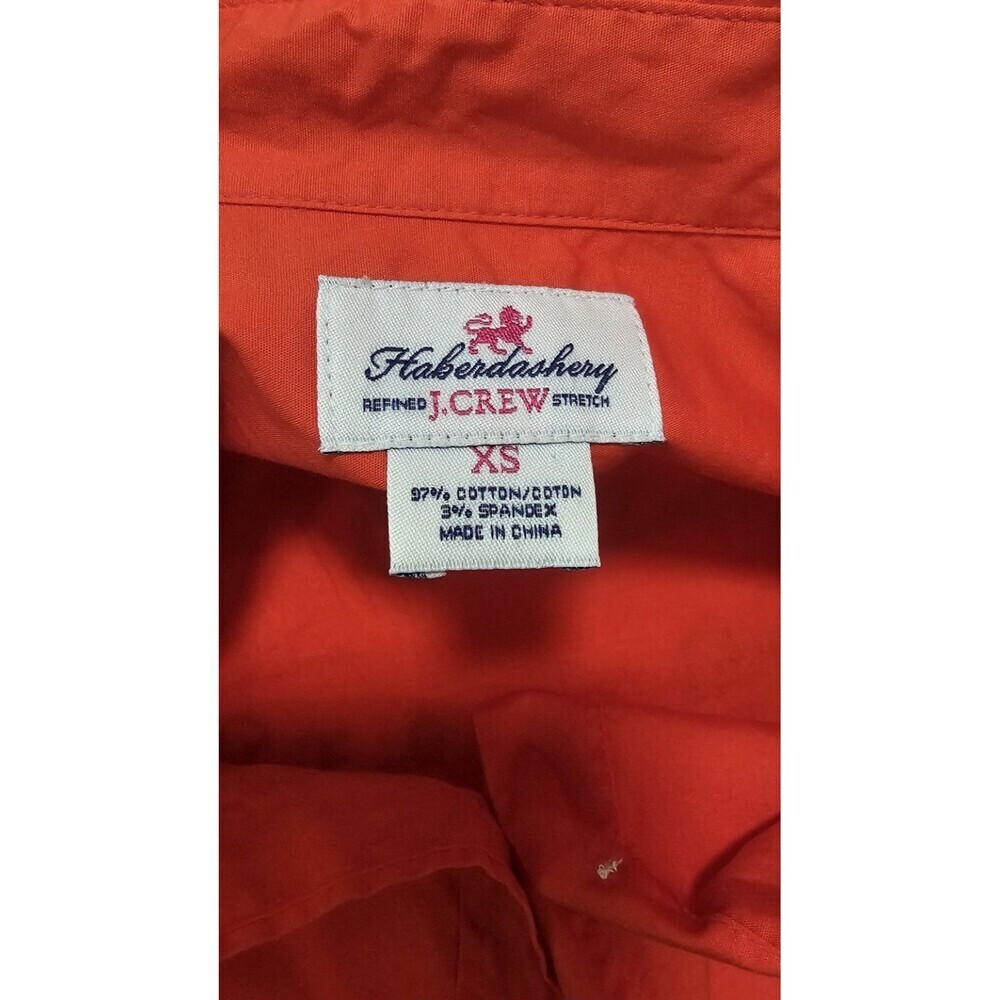 Haberdashery
REFINED J.CREW STRETCH
XS
97% COTTON/COTON
3% SPANDEX
MADE IN CHINA